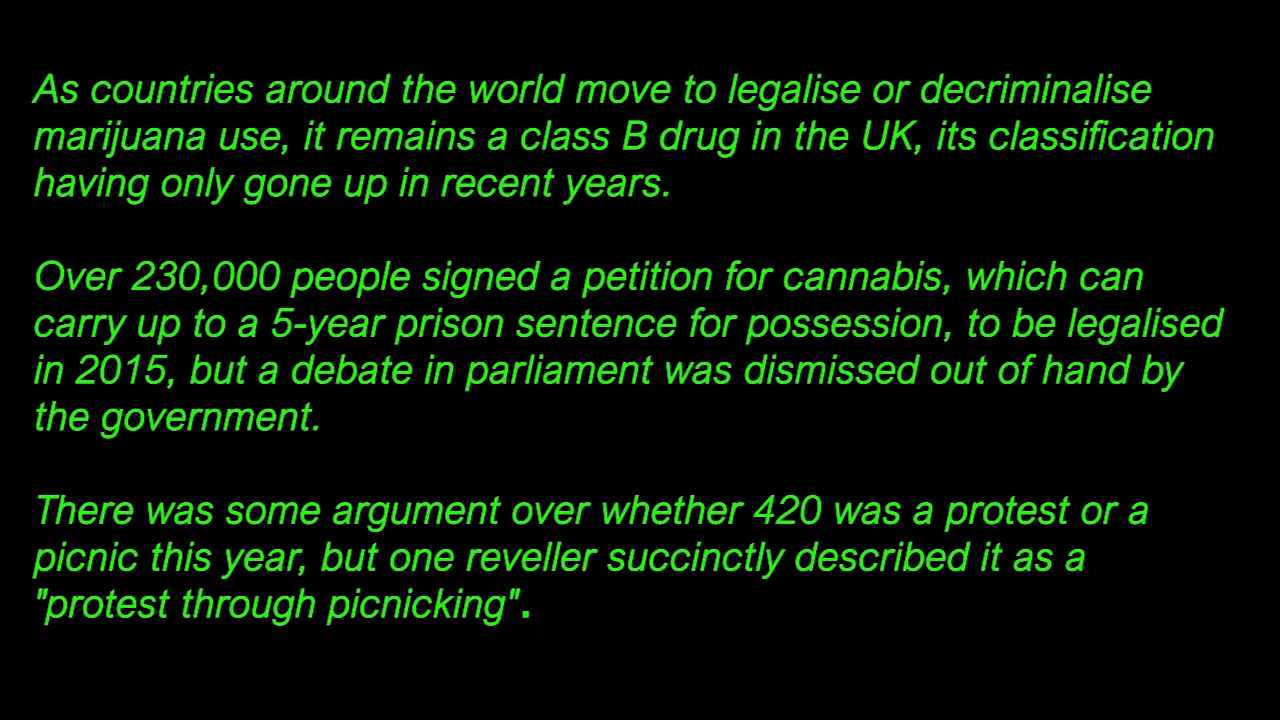 As countries around the world move to legalise or decriminalise
marijuana use, it remains a class B drug in the UK, its classification
having only gone up in recent years.
Over 230,000 people signed a petition for cannabis, which can
carry up to a 5-year prison sentence for possession, to be legalised
in 2015, but a debate in parliament was dismissed out of hand by
the government.
There was some argument over whether 420 was a protest or a
picnic this year, but one reveller succinctly described it as a
"protest through picnicking".